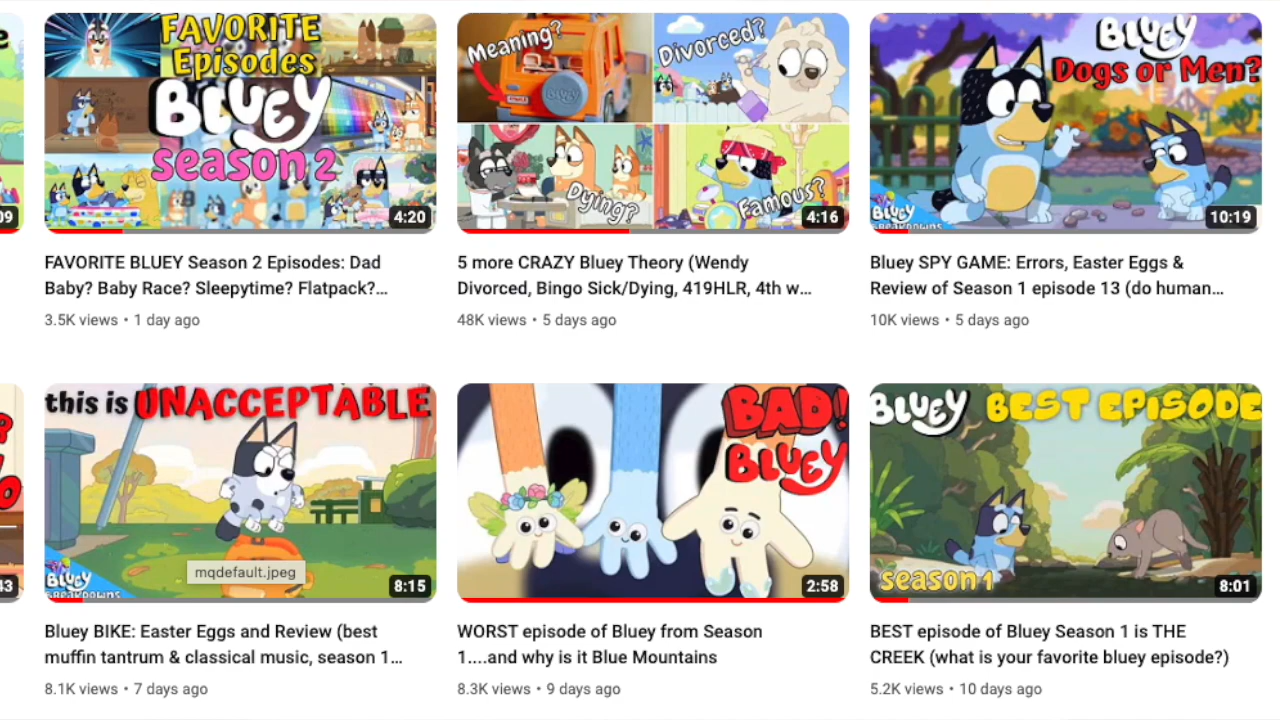 FAVORITE
Episodes
BLUEY
season 2
4:20
Meaning?
Divorced?
Dying?
Famous?
4:16
BLUEY
Dogs or Men?
BLUEY
BREAKDOWNS
10:19
09
FAVORITE BLUEY Season 2 Episodes: Dad
Baby? Baby Race? Sleepytime? Flatpack?...
3.5K views • 1 day ago
5 more CRAZY Bluey Theory (Wendy
Divorced, Bingo Sick/Dying, 419HLR, 4th w...
48K views • 5 days ago
Bluey SPY GAME: Errors, Easter Eggs &
Review of Season 1 episode 13 (do human...
10K views • 5 days ago
this is UNACCEPTABLE
mqdefault.jpeg
BLUEY
BREAKDOWNS
8:15
BAD!
BLUEY
2:58
BLUEY BEST EPISODE
season 1
8:01
43
Bluey BIKE: Easter Eggs and Review (best
muffin tantrum & classical music, season 1...
8.1K views • 7 days ago
WORST episode of Bluey from Season
1....and why is it Blue Mountains
8.3K views • 9 days ago
BEST episode of Bluey Season 1 is THE
CREEK (what is your favorite bluey episode?)
5.2K views • 10 days ago